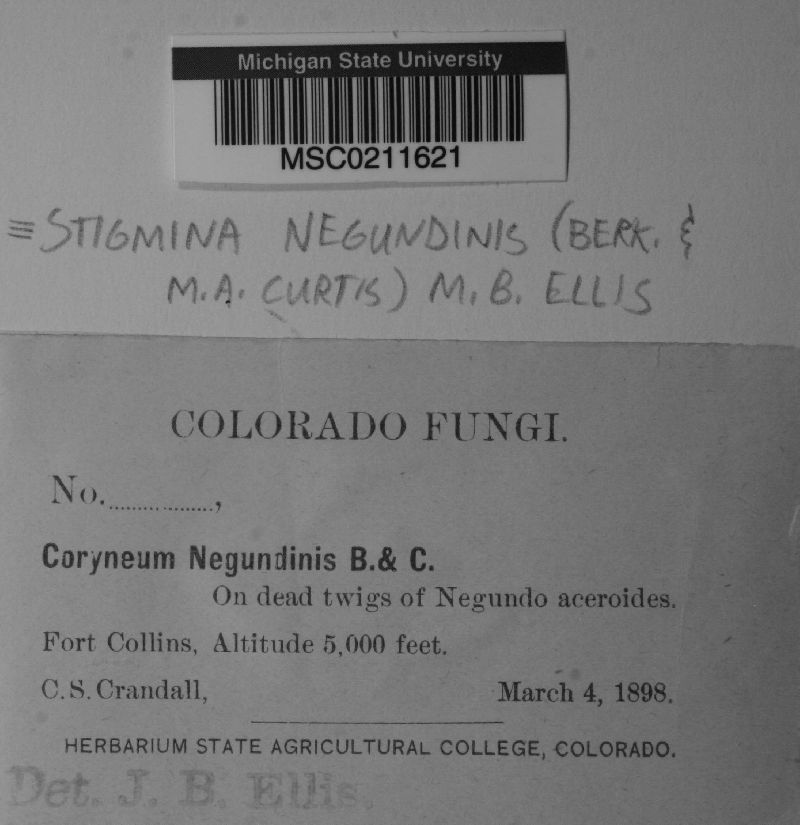 Michigan State University
MSC0211621
≡STIGMINA NEGUNDINIS (BERK. &
M.A. CURTIS) M.B. ELLIS
COLORADO FUNGI.
No. ..............,
Coryneum Negundinis B.& C.
On dead twigs of Negundo aceroides.
Fort Collins, Altitude 5,000 feet.
C. S. Crandall, March 4, 1898.
HERBARIUM STATE AGRICULTURAL COLLEGE, COLORADO.
Det. J. B. Ellis.